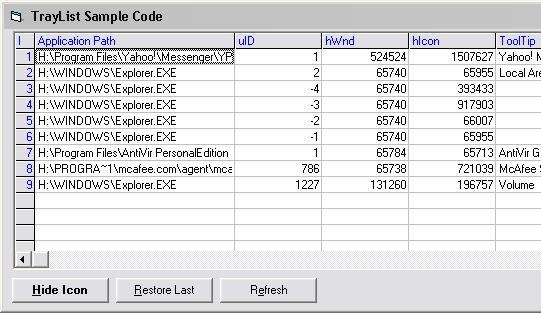 TrayList Sample Code
I Application Path uID hWnd hIcon ToolTip
1 H:\Program Files\Yahoo!\Messenger\YP 1 524524 1507627 Yahoo! M
2 H:\WINDOWS\Explorer.EXE 2 65740 65955 Local Are
3 H:\WINDOWS\Explorer.EXE -4 65740 393433
4 H:\WINDOWS\Explorer.EXE -3 65740 917903
5 H:\WINDOWS\Explorer.EXE -2 65740 66007
6 H:\WINDOWS\Explorer.EXE -1 65740 65955
7 H:\Program Files\AntiVir PersonalEdition 1 65784 65713 AntiVir G
8 H:\PROGRA~1\mcafee.com\agent\mca 786 65738 721039 McAfee S
9 H:\WINDOWS\Explorer.EXE 1227 131260 196757 Volume
Hide Icon Restore Last Refresh